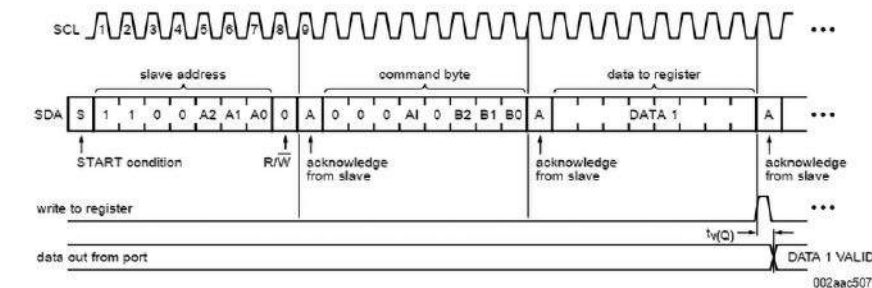 SCL 1 2 3 4 5 6 7 8 9 •••
slave address command byte data to register
SDA S 1 1 0 0 A2 A1 A0 0 A 0 0 0 AI 0 B2 B1 B0 A DATA 1 A •••
START condition R/W̅ acknowledge from slave acknowledge from slave acknowledge from slave
write to register •••
tv(Q)
data out from port DATA 1 VALID
002aac507